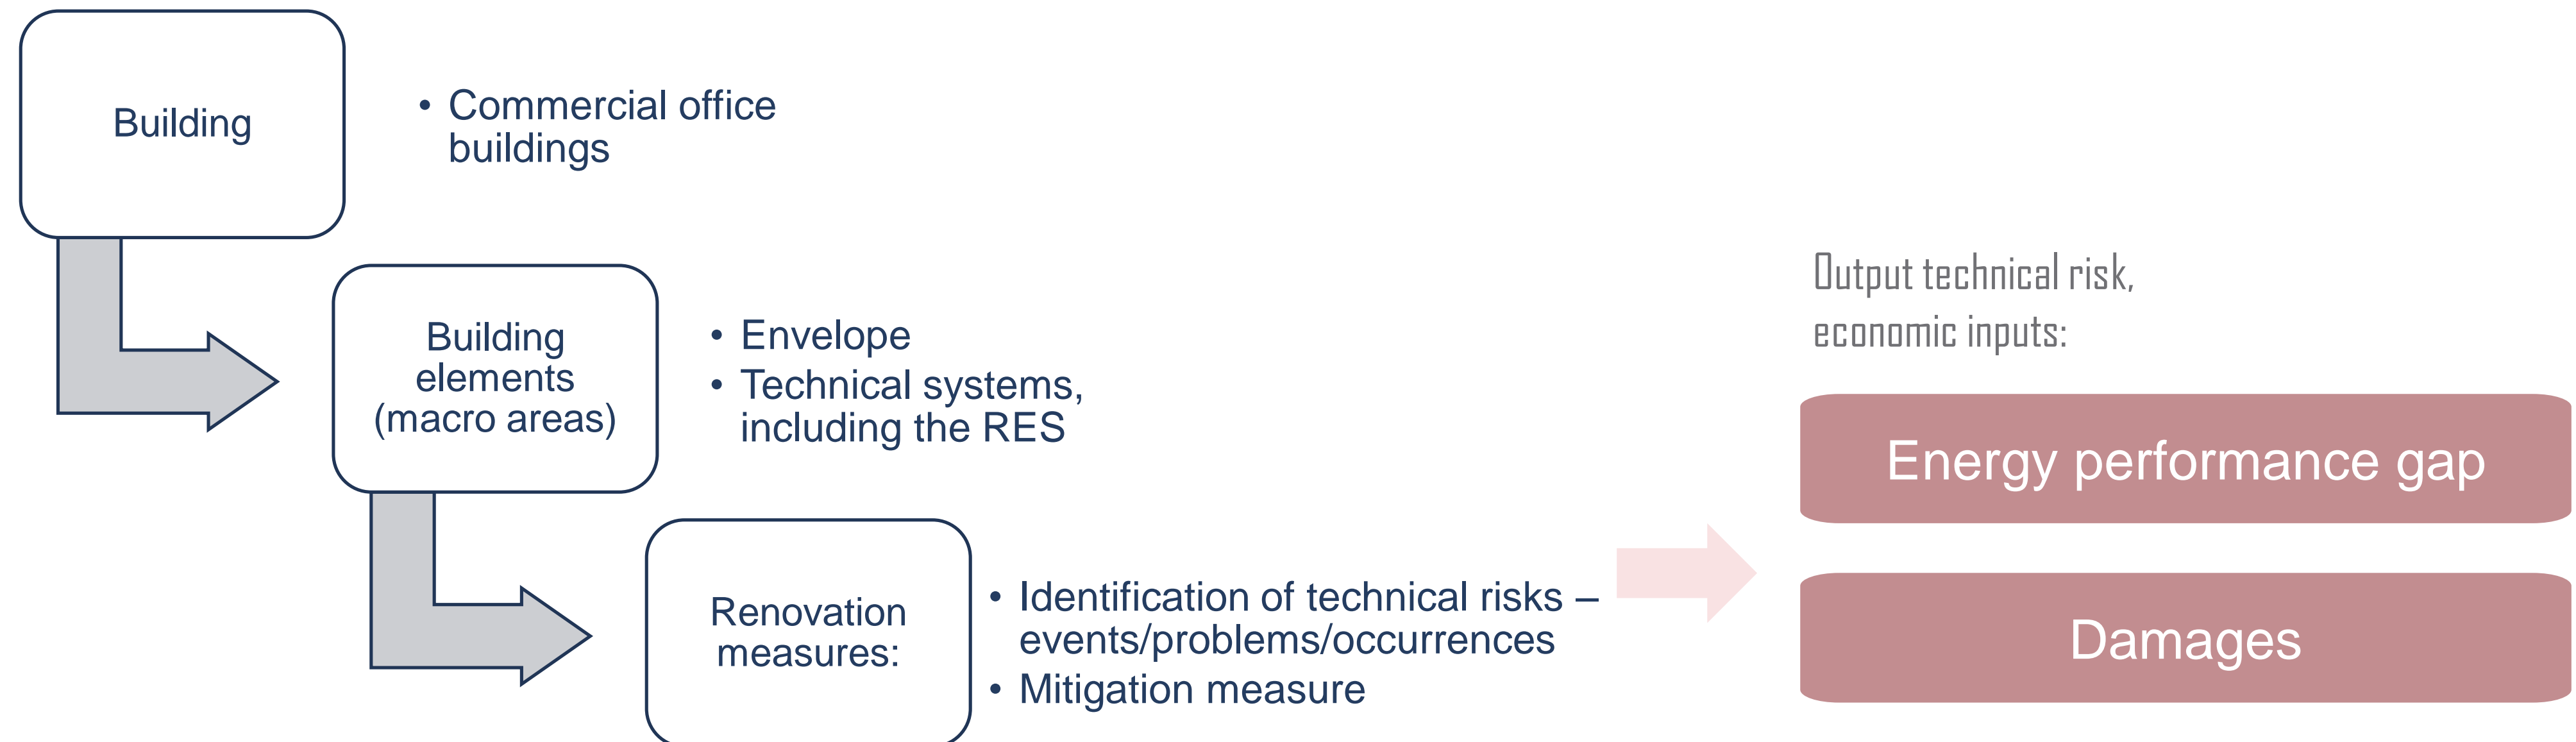 Building
• Commercial office
buildings
Building
elements
(macro areas)
• Envelope
• Technical systems,
including the RES
Renovation
measures:
• Identification of technical risks –
events/problems/occurrences
• Mitigation measure
Output technical risk,
economic inputs:
Energy performance gap
Damages